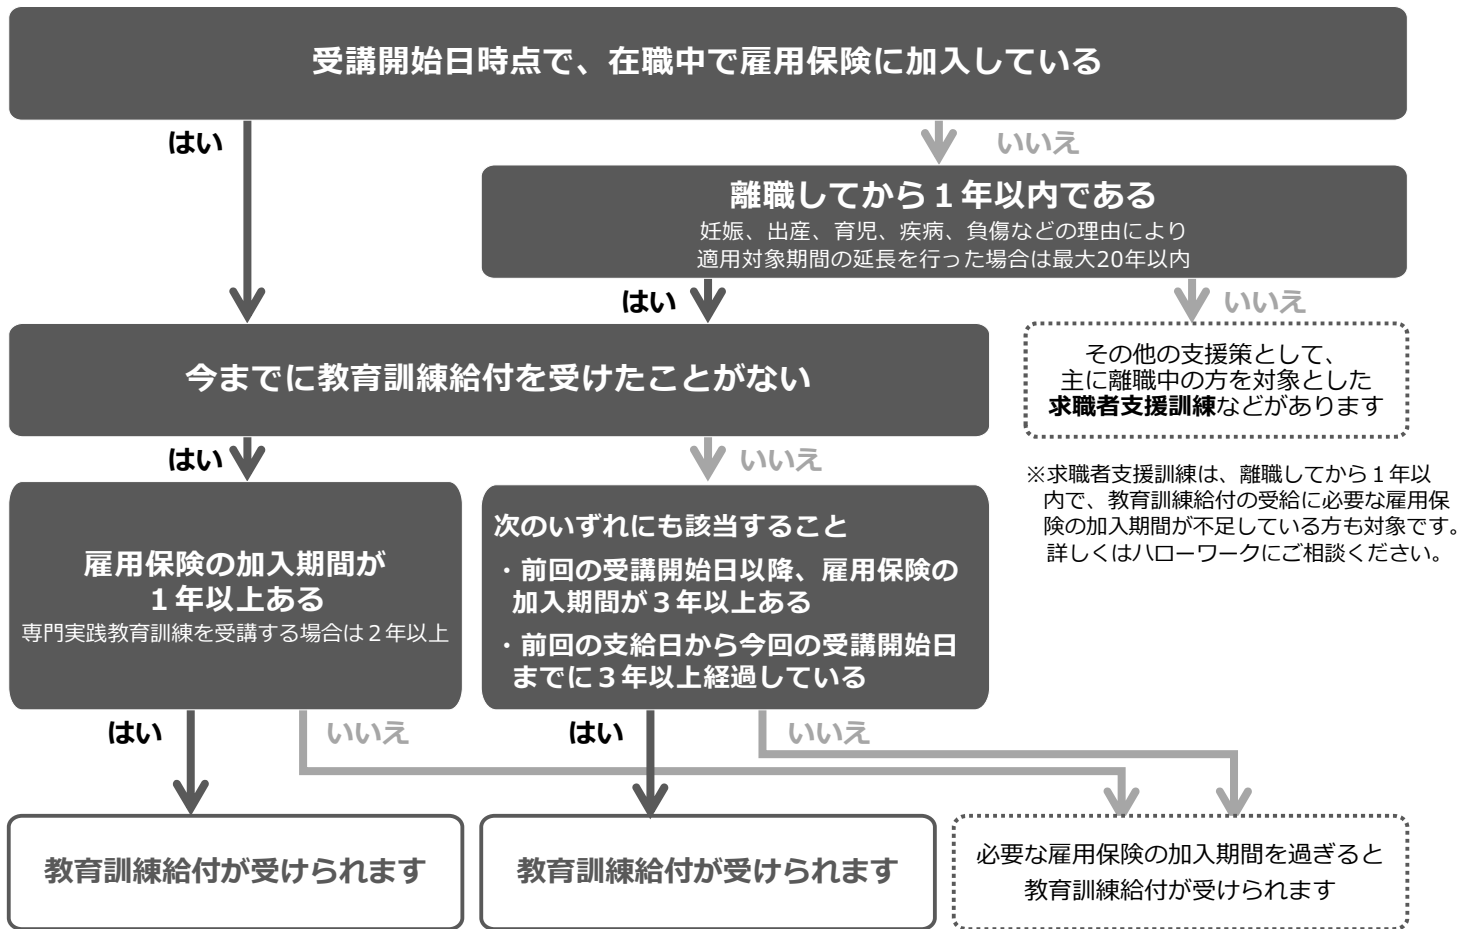 受講開始日時点で、在職中で雇用保険に加入している
はい
いいえ
離職してから１年以内である
妊娠、出産、育児、疾病、負傷などの理由により
適用対象期間の延長を行った場合は最大20年以内
はい
いいえ
今までに教育訓練給付を受けたことがない
その他の支援策として、
主に離職中の方を対象とした
求職者支援訓練などがあります
※求職者支援訓練は、離職してから１年以
内で、教育訓練給付の受給に必要な雇用保
険の加入期間が不足している方も対象です。
詳しくはハローワークにご相談ください。
はい
いいえ
雇用保険の加入期間が
１年以上ある
専門実践教育訓練を受講する場合は２年以上
次のいずれにも該当すること
・前回の受講開始日以降、雇用保険の
加入期間が３年以上ある
・前回の支給日から今回の受講開始日
までに３年以上経過している
はい
いいえ
はい
いいえ
教育訓練給付が受けられます
教育訓練給付が受けられます
必要な雇用保険の加入期間を過ぎると
教育訓練給付が受けられます